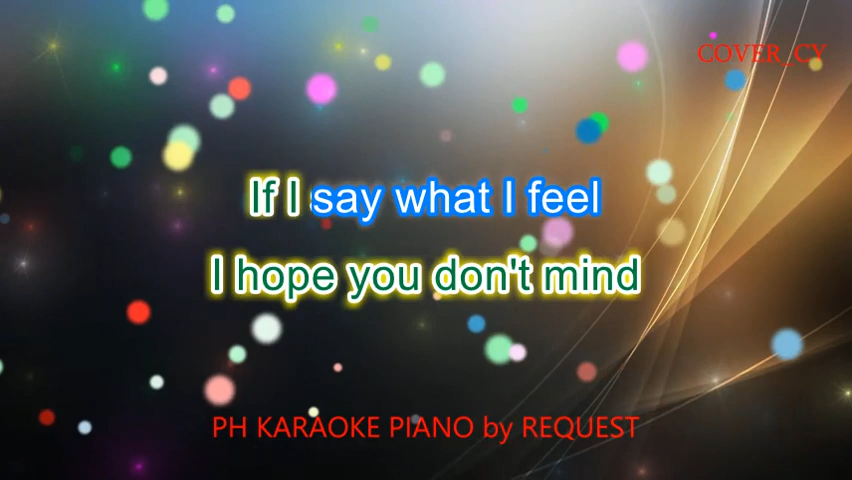 COVER_CY
If I say what I feel
I hope you don't mind
PH KARAOKE PIANO by REQUEST